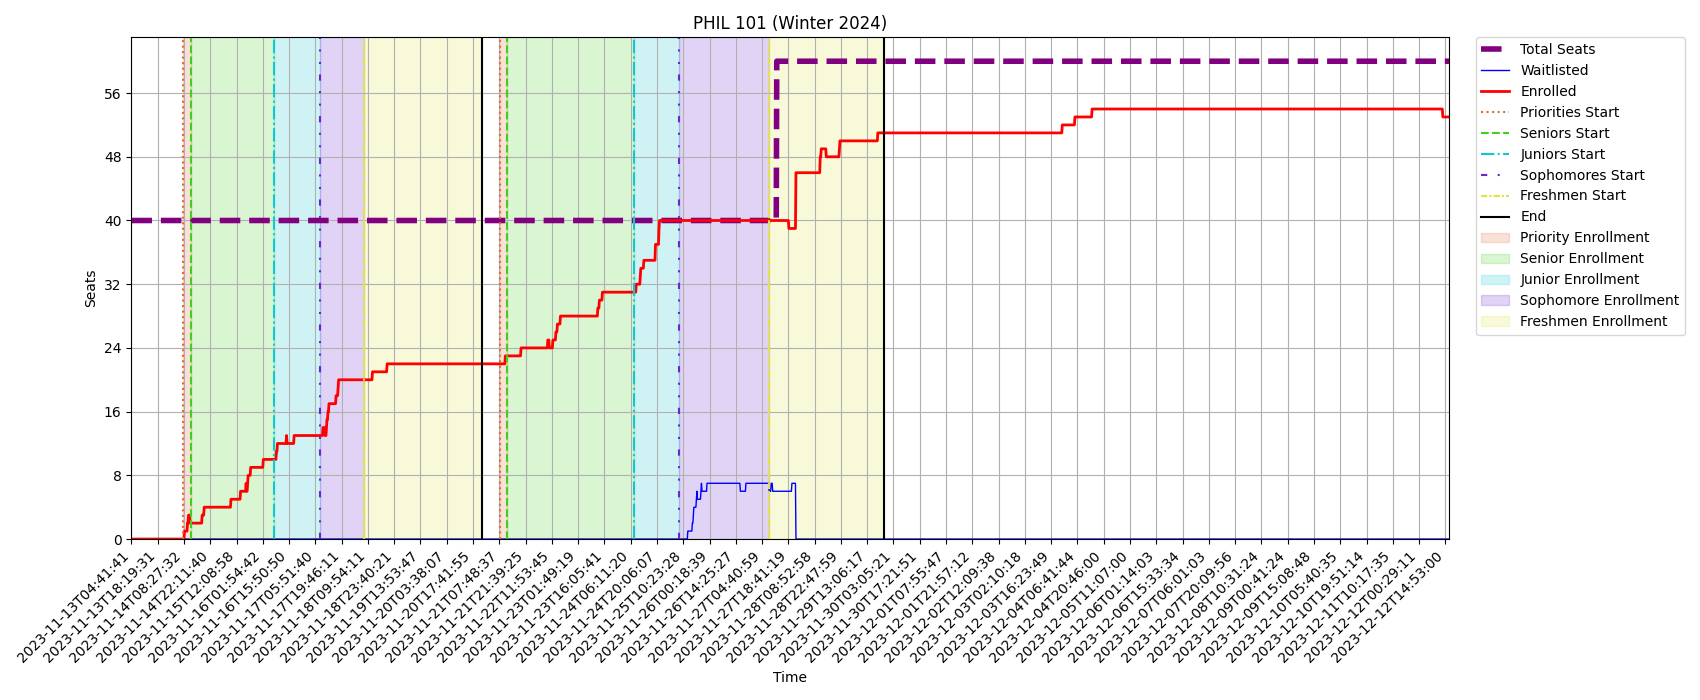 PHIL 101 (Winter 2024)
Seats
56
48
40
32
24
16
8
0
2023-11-13T04:41:41
2023-11-13T18:19:31
2023-11-14T08:27:32
2023-11-14T22:11:40
2023-11-15T12:08:58
2023-11-16T01:54:42
2023-11-16T15:50:50
2023-11-17T05:51:40
2023-11-17T19:46:11
2023-11-18T09:54:11
2023-11-18T23:40:21
2023-11-19T13:53:47
2023-11-20T03:38:07
2023-11-20T17:41:55
2023-11-21T07:48:37
2023-11-21T21:39:25
2023-11-22T11:53:45
2023-11-23T01:49:19
2023-11-23T16:05:41
2023-11-24T06:11:20
2023-11-24T20:06:07
2023-11-25T10:23:28
2023-11-26T00:18:39
2023-11-26T14:25:27
2023-11-27T04:40:59
2023-11-27T18:41:19
2023-11-28T08:52:58
2023-11-28T22:47:59
2023-11-29T13:06:17
2023-11-30T03:05:21
2023-11-30T17:21:51
2023-12-01T07:55:47
2023-12-01T21:57:12
2023-12-02T12:09:38
2023-12-03T02:10:18
2023-12-03T16:23:49
2023-12-04T06:41:44
2023-12-04T20:46:00
2023-12-05T11:07:00
2023-12-06T01:14:03
2023-12-06T15:33:34
2023-12-07T06:01:03
2023-12-07T20:09:56
2023-12-08T10:31:24
2023-12-09T00:41:24
2023-12-09T15:08:48
2023-12-10T05:40:35
2023-12-10T19:51:14
2023-12-11T10:17:35
2023-12-12T00:29:11
2023-12-12T14:53:00
Time
Total Seats
Waitlisted
Enrolled
Priorities Start
Seniors Start
Juniors Start
Sophomores Start
Freshmen Start
End
Priority Enrollment
Senior Enrollment
Junior Enrollment
Sophomore Enrollment
Freshmen Enrollment